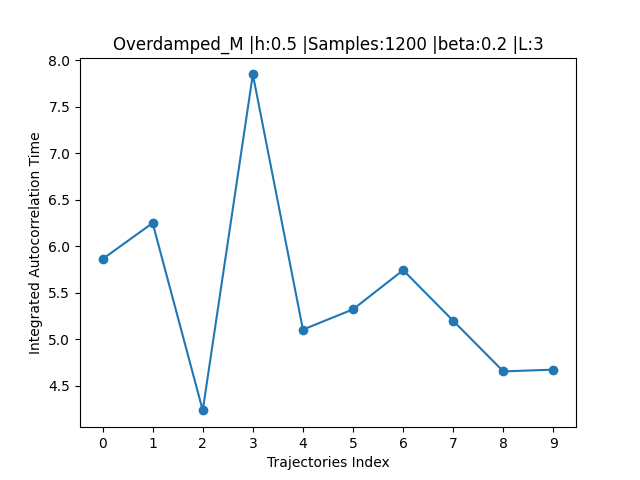 Overdamped_M |h:0.5 |Samples:1200 |beta:0.2 |L:3
Integrated Autocorrelation Time
8.0
7.5
7.0
6.5
6.0
5.5
5.0
4.5
0 1 2 3 4 5 6 7 8 9
Trajectories Index